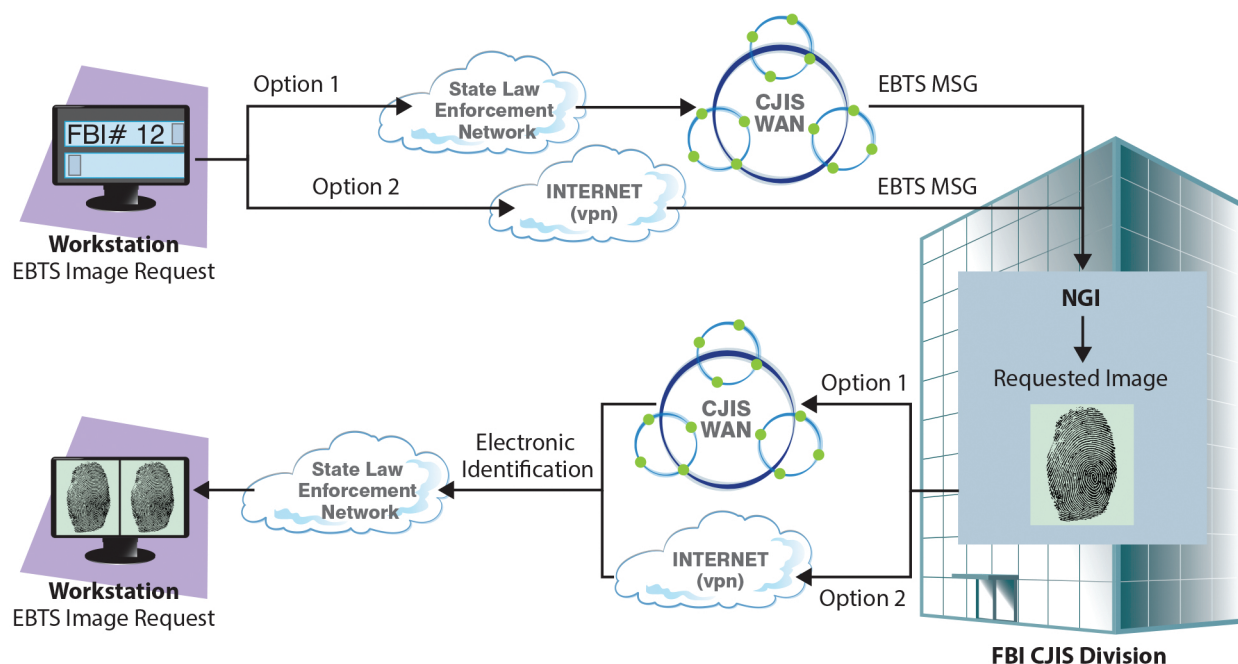 Option 1
State Law
Enforcement
Network
CJIS
WAN
EBTS MSG
FBI# 12
Option 2
INTERNET
(vpn)
EBTS MSG
Workstation
EBTS Image Request
NGI
Requested Image
Option 1
CJIS
WAN
Electronic
Identification
State Law
Enforcement
Network
INTERNET
(vpn)
Option 2
Workstation
EBTS Image Request
FBI CJIS Division